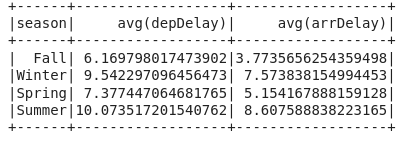 +------+------------------+------------------+
|season|     avg(depDelay)|     avg(arrDelay)|
+------+------------------+------------------+
|  Fall| 6.169798017473902|3.7735656254359498|
|Winter| 9.542297096456473| 7.573838154994453|
|Spring| 7.377447064681765| 5.154167888159128|
|Summer|10.073517201540762| 8.607588838223165|
+------+------------------+------------------+